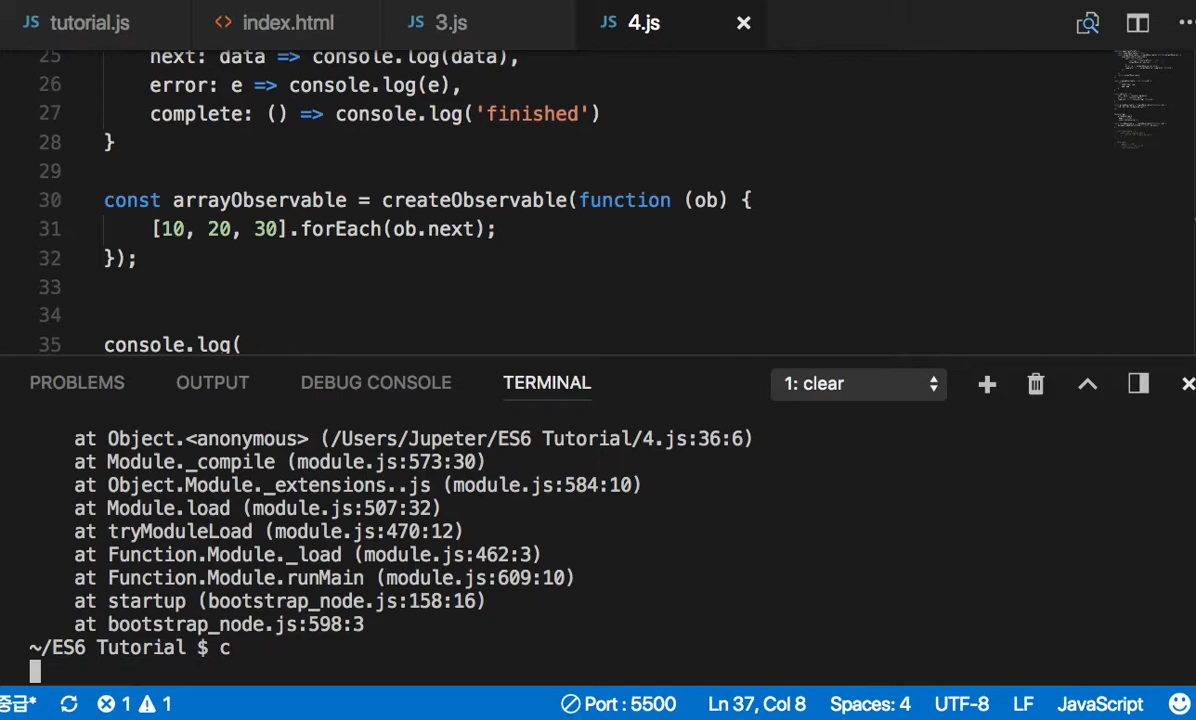 JS tutorial.js <> index.html JS 3.js JS 4.js ×
25 next: data => console.log(data),
26 error: e => console.log(e),
27 complete: () => console.log('finished')
28 }
29
30 const arrayObservable = createObservable(function (ob) {
31 [10, 20, 30].forEach(ob.next);
32 });
33
34
35 console.log(
PROBLEMS OUTPUT DEBUG CONSOLE TERMINAL 1: clear
at Object.<anonymous> (/Users/Jupeter/ES6 Tutorial/4.js:36:6)
at Module._compile (module.js:573:30)
at Object.Module._extensions..js (module.js:584:10)
at Module.load (module.js:507:32)
at tryModuleLoad (module.js:470:12)
at Function.Module._load (module.js:462:3)
at Function.Module.runMain (module.js:609:10)
at startup (bootstrap_node.js:158:16)
at bootstrap_node.js:598:3
~/ES6 Tutorial $ c
중급* 1 1 Port : 5500 Ln 37, Col 8 Spaces: 4 UTF-8 LF JavaScript